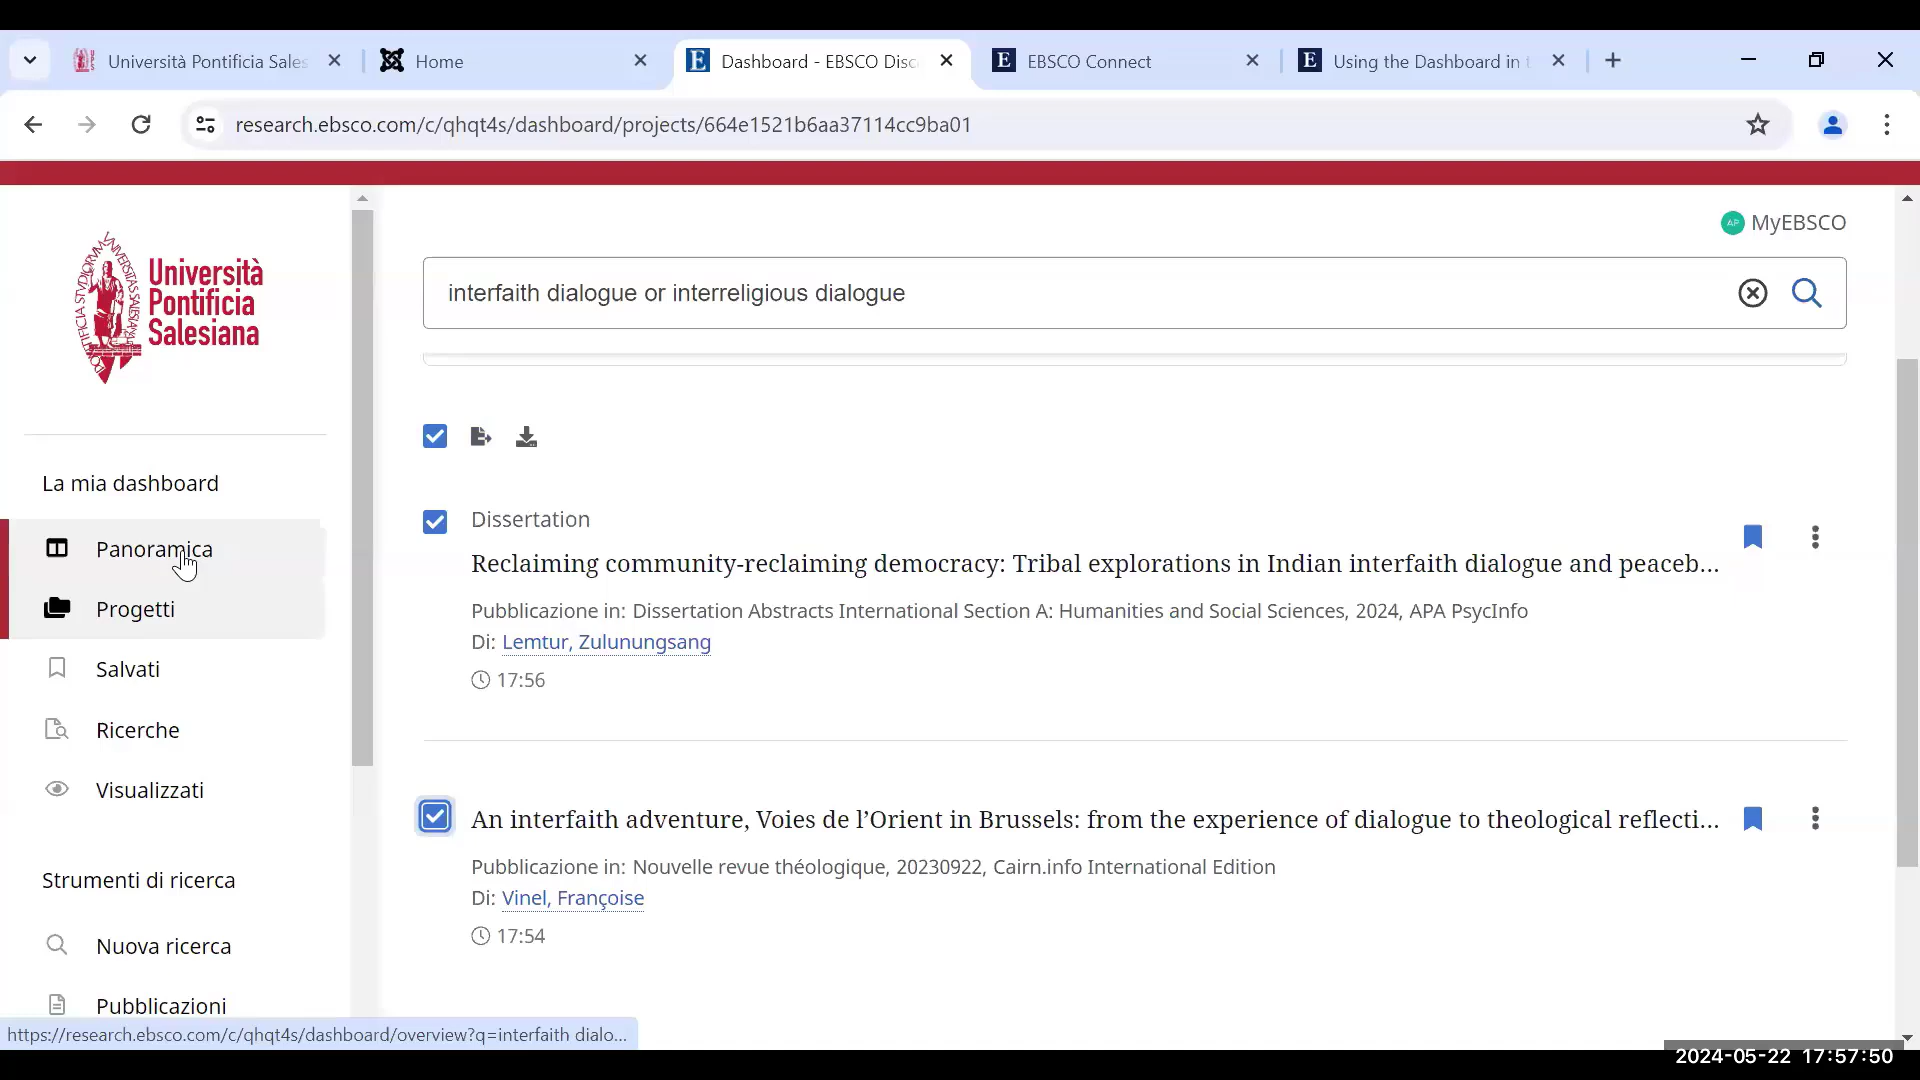 Università Pontificia Sales
Home
Dashboard - EBSCO Disc
EBSCO Connect
Using the Dashboard in
research.ebsco.com/c/qhqt4s/dashboard/projects/664e1521b6aa37114cc9ba01
Università
Pontificia
Salesiana
MyEBSCO
interfaith dialogue or interreligious dialogue
La mia dashboard
Panoramica
Progetti
Salvati
Ricerche
Visualizzati
Strumenti di ricerca
Nuova ricerca
Pubblicazioni
Dissertation
Reclaiming community-reclaiming democracy: Tribal explorations in Indian interfaith dialogue and peaceb...
Pubblicazione in: Dissertation Abstracts International Section A: Humanities and Social Sciences, 2024, APA PsycInfo
Di: Lemtur, Zulunungsang
17:56
An interfaith adventure, Voies de l’Orient in Brussels: from the experience of dialogue to theological reflecti...
Pubblicazione in: Nouvelle revue théologique, 20230922, Cairn.info International Edition
Di: Vinel, Françoise
17:54
https://research.ebsco.com/c/qhqt4s/dashboard/overview?q=interfaith dialo...
2024-05-22 17:57:50